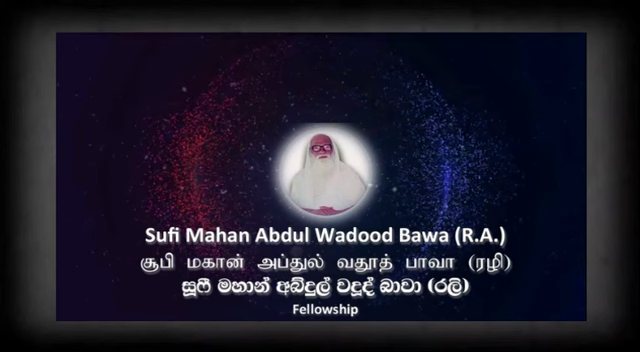 Sufi Mahan Abdul Wadood Bawa (R.A.)
சூபி மகான் அப்துல் வதூத் பாவா (ரழி)
සූෆී මහාන් අබ්දුල් වදූද් බාවා (රලි)
Fellowship